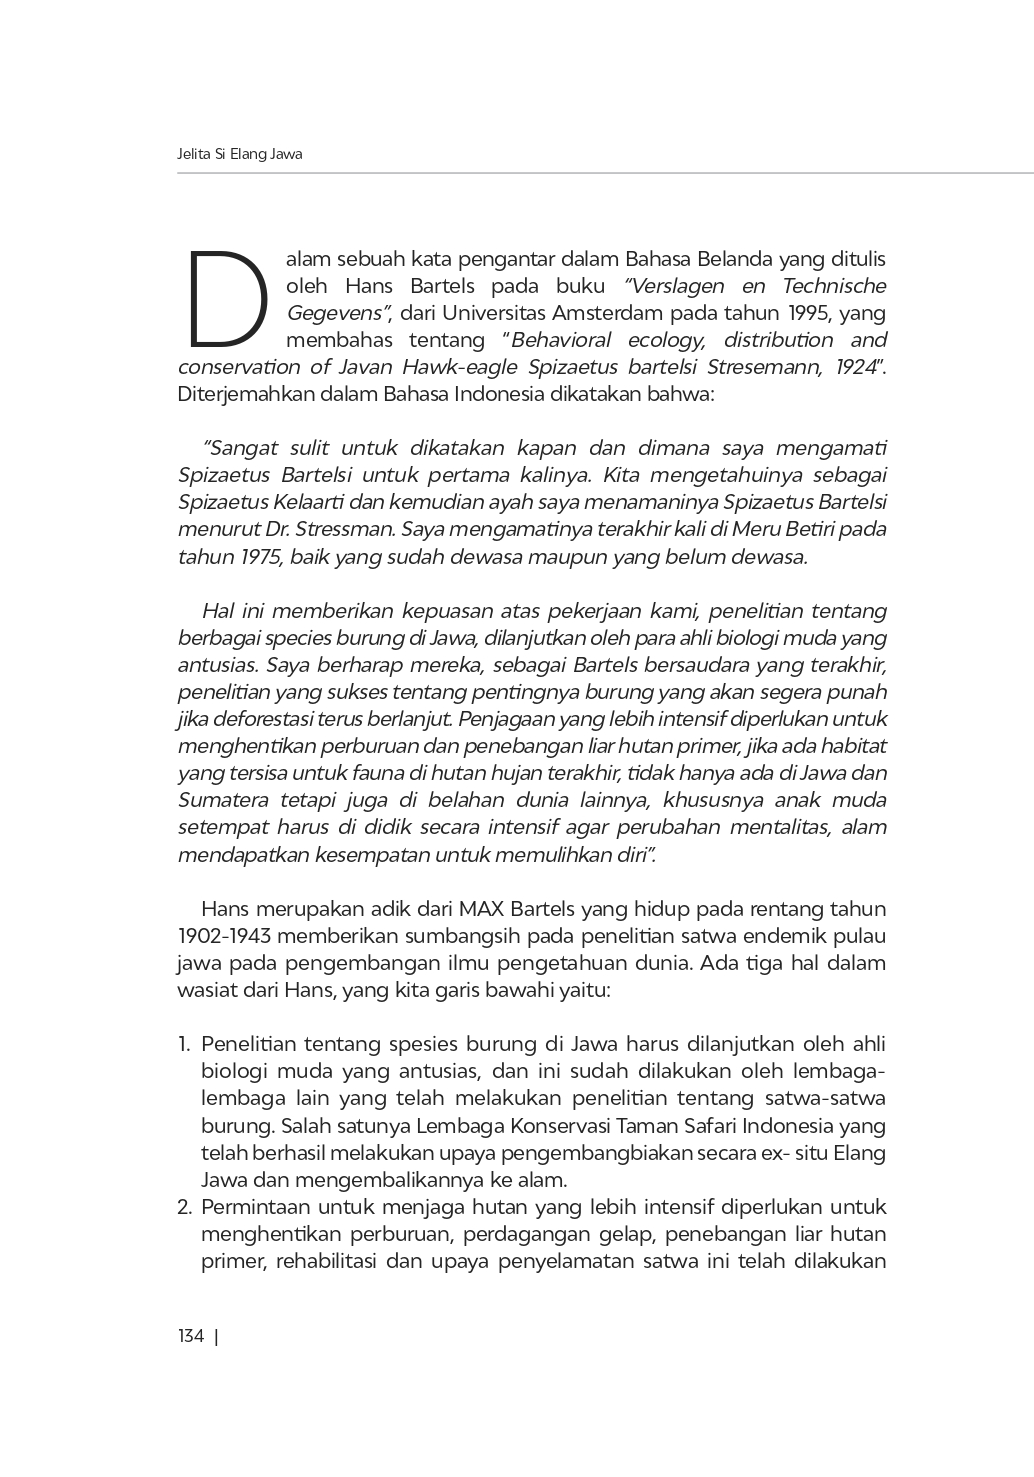 Jelita Si Elang Jawa
Dalam sebuah kata pengantar dalam Bahasa Belanda yang ditulis
oleh Hans Bartels pada buku “Verslagen en Technische
Gegevens”, dari Universitas Amsterdam pada tahun 1995, yang
membahas tentang “Behavioral ecology, distribution and
conservation of Javan Hawk-eagle Spizaetus bartelsi Stresemann, 1924”.
Diterjemahkan dalam Bahasa Indonesia dikatakan bahwa:
“Sangat sulit untuk dikatakan kapan dan dimana saya mengamati
Spizaetus Bartelsi untuk pertama kalinya. Kita mengetahuinya sebagai
Spizaetus Kelaarti dan kemudian ayah saya menamaninya Spizaetus Bartelsi
menurut Dr. Stressman. Saya mengamatinya terakhir kali di Meru Betiri pada
tahun 1975, baik yang sudah dewasa maupun yang belum dewasa.
Hal ini memberikan kepuasan atas pekerjaan kami, penelitian tentang
berbagai species burung di Jawa, dilanjutkan oleh para ahli biologi muda yang
antusias. Saya berharap mereka, sebagai Bartels bersaudara yang terakhir,
penelitian yang sukses tentang pentingnya burung yang akan segera punah
jika deforestasi terus berlanjut. Penjagaan yang lebih intensif diperlukan untuk
menghentikan perburuan dan penebangan liar hutan primer, jika ada habitat
yang tersisa untuk fauna di hutan hujan terakhir, tidak hanya ada di Jawa dan
Sumatera tetapi juga di belahan dunia lainnya, khususnya anak muda
setempat harus di didik secara intensif agar perubahan mentalitas, alam
mendapatkan kesempatan untuk memulihkan diri”.
Hans merupakan adik dari MAX Bartels yang hidup pada rentang tahun
1902-1943 memberikan sumbangsih pada penelitian satwa endemik pulau
jawa pada pengembangan ilmu pengetahuan dunia. Ada tiga hal dalam
wasiat dari Hans, yang kita garis bawahi yaitu:
1. Penelitian tentang spesies burung di Jawa harus dilanjutkan oleh ahli
biologi muda yang antusias, dan ini sudah dilakukan oleh lembaga-
lembaga lain yang telah melakukan penelitian tentang satwa-satwa
burung. Salah satunya Lembaga Konservasi Taman Safari Indonesia yang
telah berhasil melakukan upaya pengembangbiakan secara ex- situ Elang
Jawa dan mengembalikannya ke alam.
2. Permintaan untuk menjaga hutan yang lebih intensif diperlukan untuk
menghentikan perburuan, perdagangan gelap, penebangan liar hutan
primer, rehabilitasi dan upaya penyelamatan satwa ini telah dilakukan
134 |